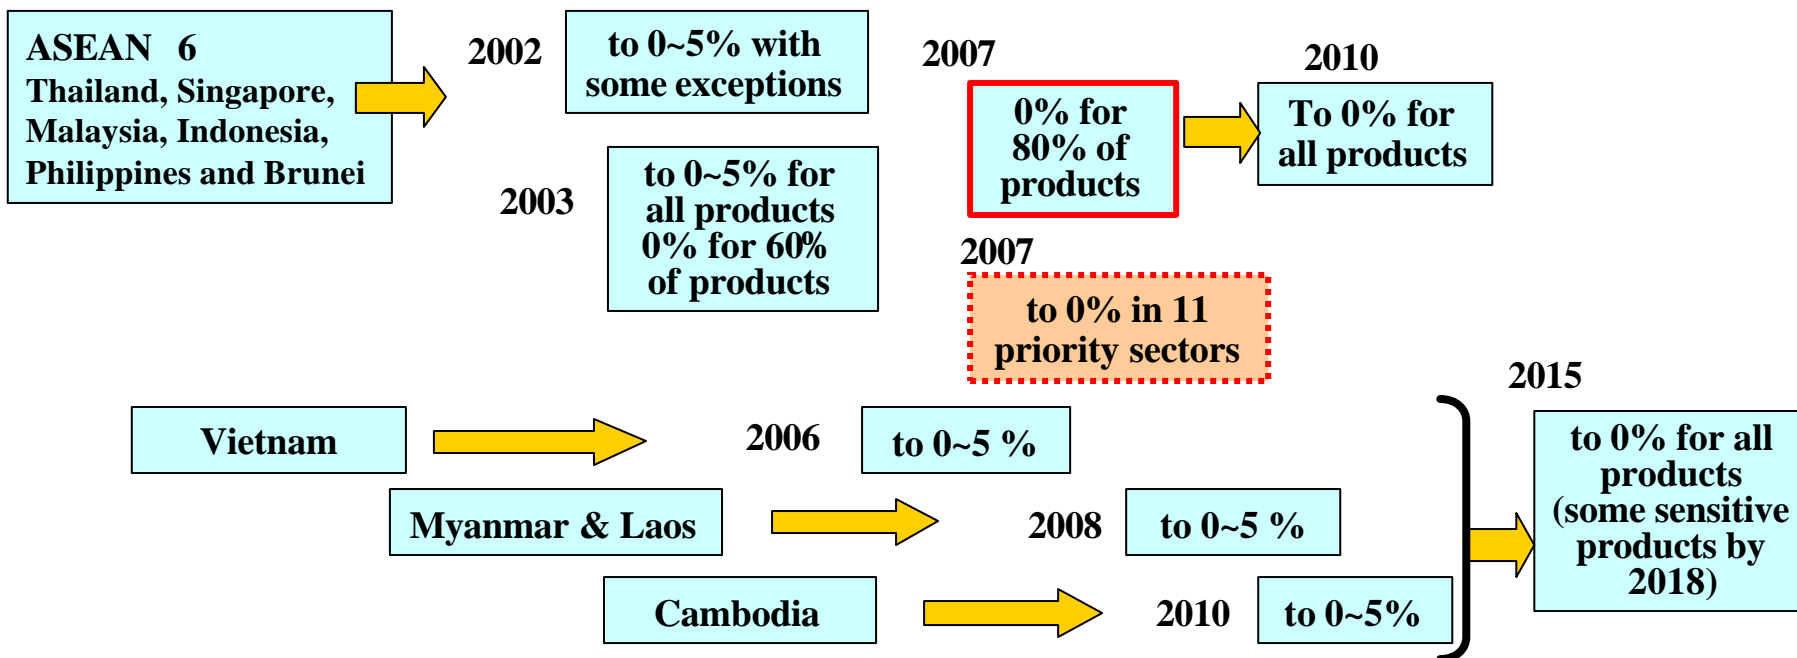 ASEAN 6
Thailand, Singapore,
Malaysia, Indonesia,
Philippines and Brunei
2002
to 0~5% with
some exceptions
2003
to 0~5% for
all products
0% for 60%
of products
2007
0% for
80% of
products
2010
To 0% for
all products
2007
to 0% in 11
priority sectors
Vietnam
2006
to 0~5 %
Myanmar & Laos
2008
to 0~5 %
Cambodia
2010
to 0~5%
2015
to 0% for all
products
(some sensitive
products by
2018)